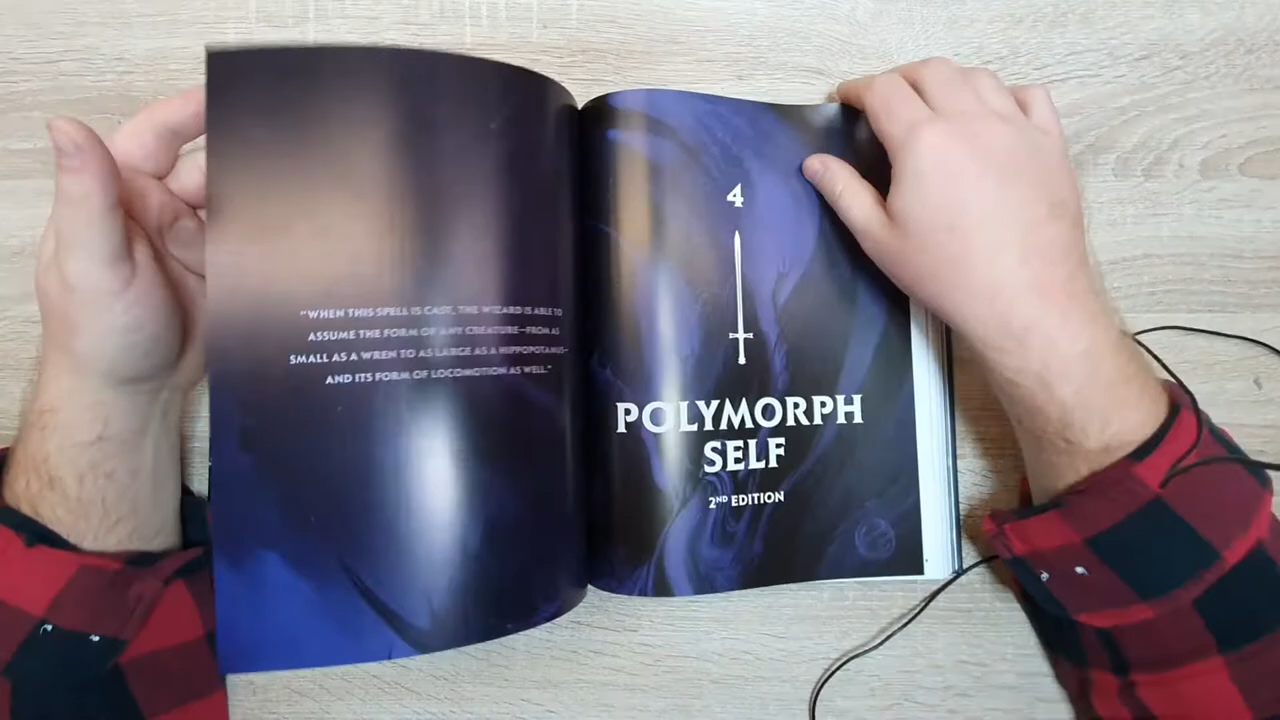 "WHEN THIS SPELL IS CAST, THE WIZARD IS ABLE TO
ASSUME THE FORM OF ANY CREATURE—FROM AS
SMALL AS A WREN TO AS LARGE AS A HIPPOPOTAMUS—
AND ITS FORM OF LOCOMOTION AS WELL."
4
POLYMORPH
SELF
2ND EDITION